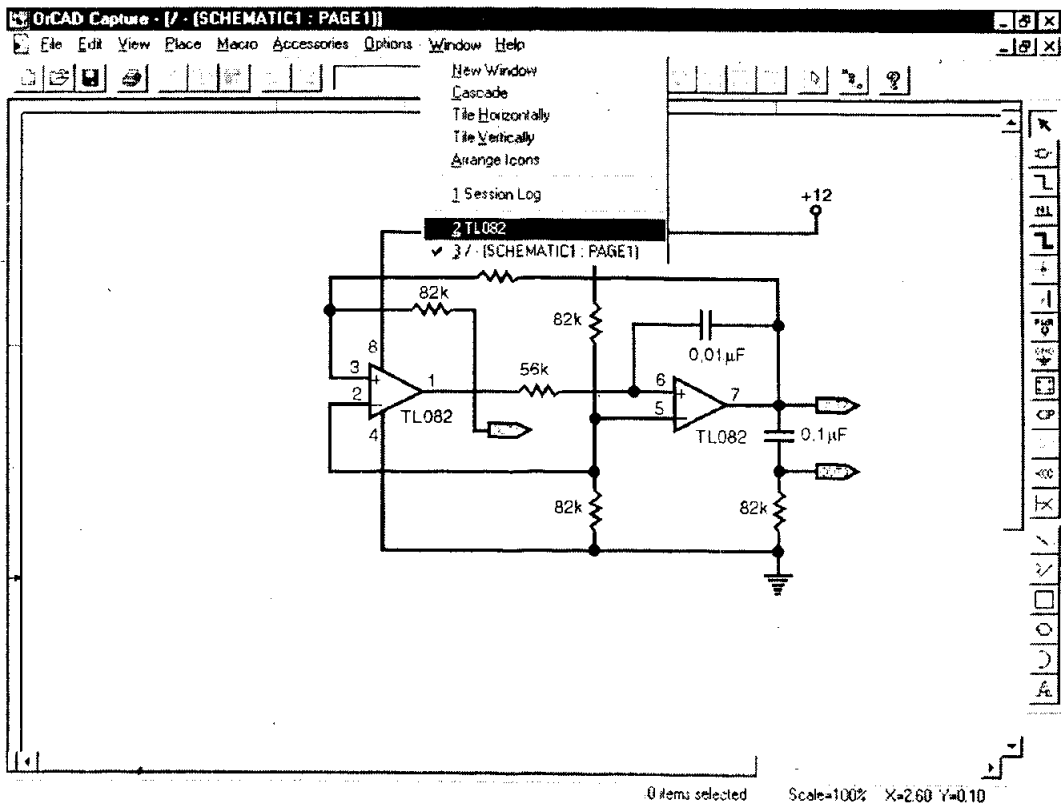 OrCAD Capture - [/ - (SCHEMATIC1 : PAGE1)]
File Edit View Place Macro Accessories Options Window Help
New Window
Cascade
Tile Horizontally
Tile Vertically
Arrange Icons
1 Session Log
2 TL082
3 / - (SCHEMATIC1 : PAGE1)
+12
82k
82k
8
3
+
2
−
4
1
TL082
56k
0,01µF
6
+
5
−
7
TL082
0.1µF
82k
82k
0 items selected Scale=100% X=2.60 Y=0.10